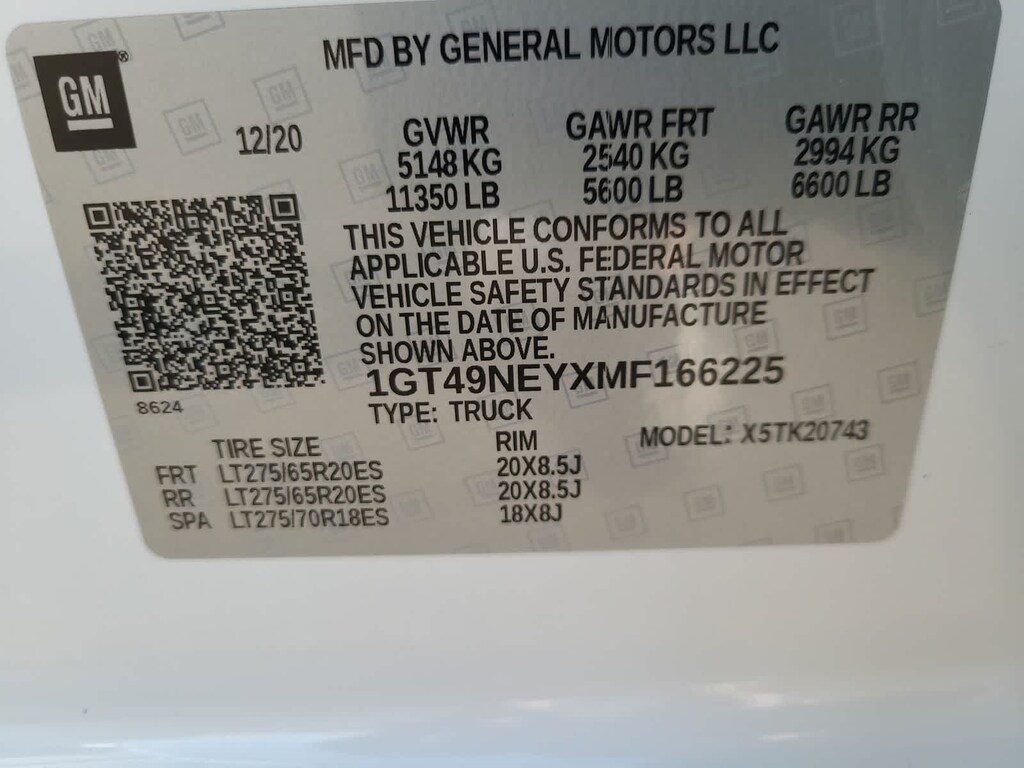 MFD BY GENERAL MOTORS LLC
GM®
12/20
GVWR GAWR FRT GAWR RR
5148 KG 2540 KG 2994 KG
11350 LB 5600 LB 6600 LB
THIS VEHICLE CONFORMS TO ALL
APPLICABLE U.S. FEDERAL MOTOR
VEHICLE SAFETY STANDARDS IN EFFECT
ON THE DATE OF MANUFACTURE
SHOWN ABOVE.
1GT49NEYXMF166225
8624
TYPE: TRUCK
MODEL: X5TK20743
TIRE SIZE RIM
FRT LT275/65R20ES 20X8.5J
RR LT275/65R20ES 20X8.5J
SPA LT275/70R18ES 18X8J